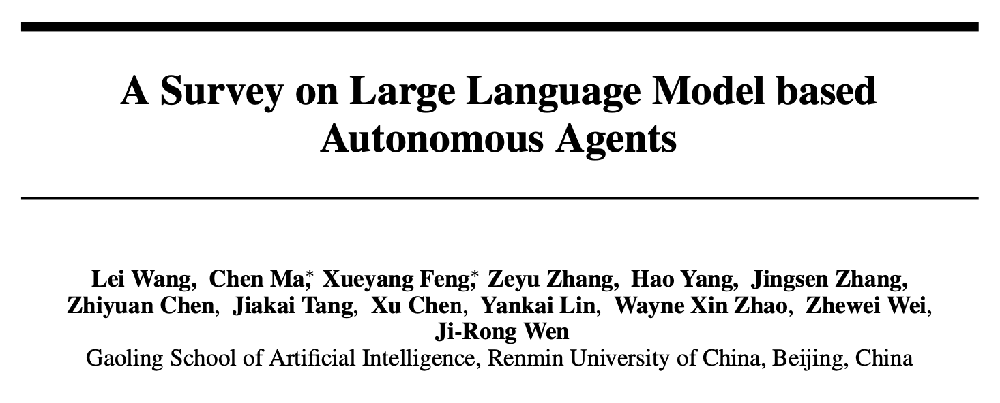 A Survey on Large Language Model based
Autonomous Agents
Lei Wang, Chen Ma,* Xueyang Feng,* Zeyu Zhang, Hao Yang, Jingsen Zhang,
Zhiyuan Chen, Jiakai Tang, Xu Chen, Yankai Lin, Wayne Xin Zhao, Zhewei Wei,
Ji-Rong Wen
Gaoling School of Artificial Intelligence, Renmin University of China, Beijing, China